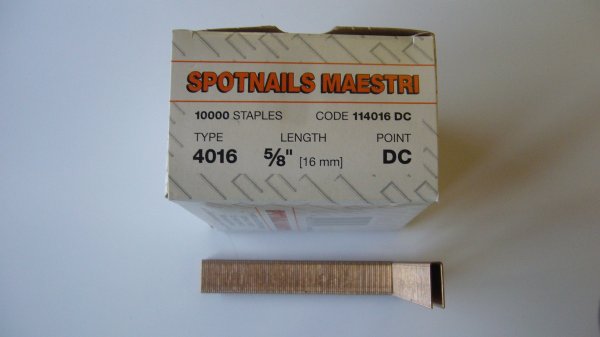 SPOTNAILS MAESTRI
10000 STAPLES CODE 114016 DC
TYPE LENGTH POINT
4016 5/8" [16 mm] DC